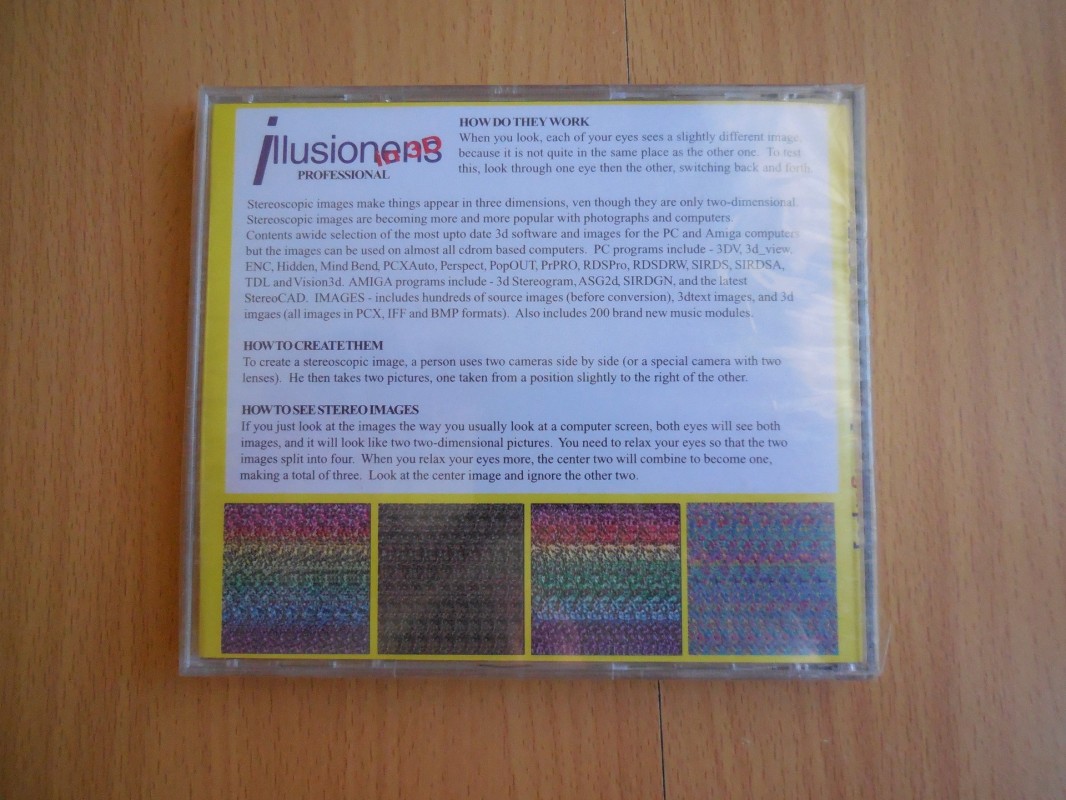 illusionens
in 3D
PROFESSIONAL
HOW DO THEY WORK
When you look, each of your eyes sees a slightly different image,
because it is not quite in the same place as the other one. To test
this, look through one eye then the other, switching back and forth.
Stereoscopic images make things appear in three dimensions, ven though they are only two-dimensional.
Stereoscopic images are becoming more and more popular with photographs and computers.
Contents awide selection of the most upto date 3d software and images for the PC and Amiga computers
but the images can be used on almost all cdrom based computers. PC programs include - 3DV, 3d_view,
ENC, Hidden, Mind Bend, PCXAuto, Perspect, PopOUT, PrPRO, RDSPro, RDSDRW, SIRDS, SIRDSA,
TDL and Vision3d. AMIGA programs include - 3d Stereogram, ASG2d, SIRDGN, and the latest
StereoCAD. IMAGES - includes hundreds of source images (before conversion), 3dtext images, and 3d
imgaes (all images in PCX, IFF and BMP formats). Also includes 200 brand new music modules.
HOW TO CREATE THEM
To create a stereoscopic image, a person uses two cameras side by side (or a special camera with two
lenses). He then takes two pictures, one taken from a position slightly to the right of the other.
HOW TO SEE STEREO IMAGES
If you just look at the images the way you usually look at a computer screen, both eyes will see both
images, and it will look like two two-dimensional pictures. You need to relax your eyes so that the two
images split into four. When you relax your eyes more, the center two will combine to become one,
making a total of three. Look at the center image and ignore the other two.